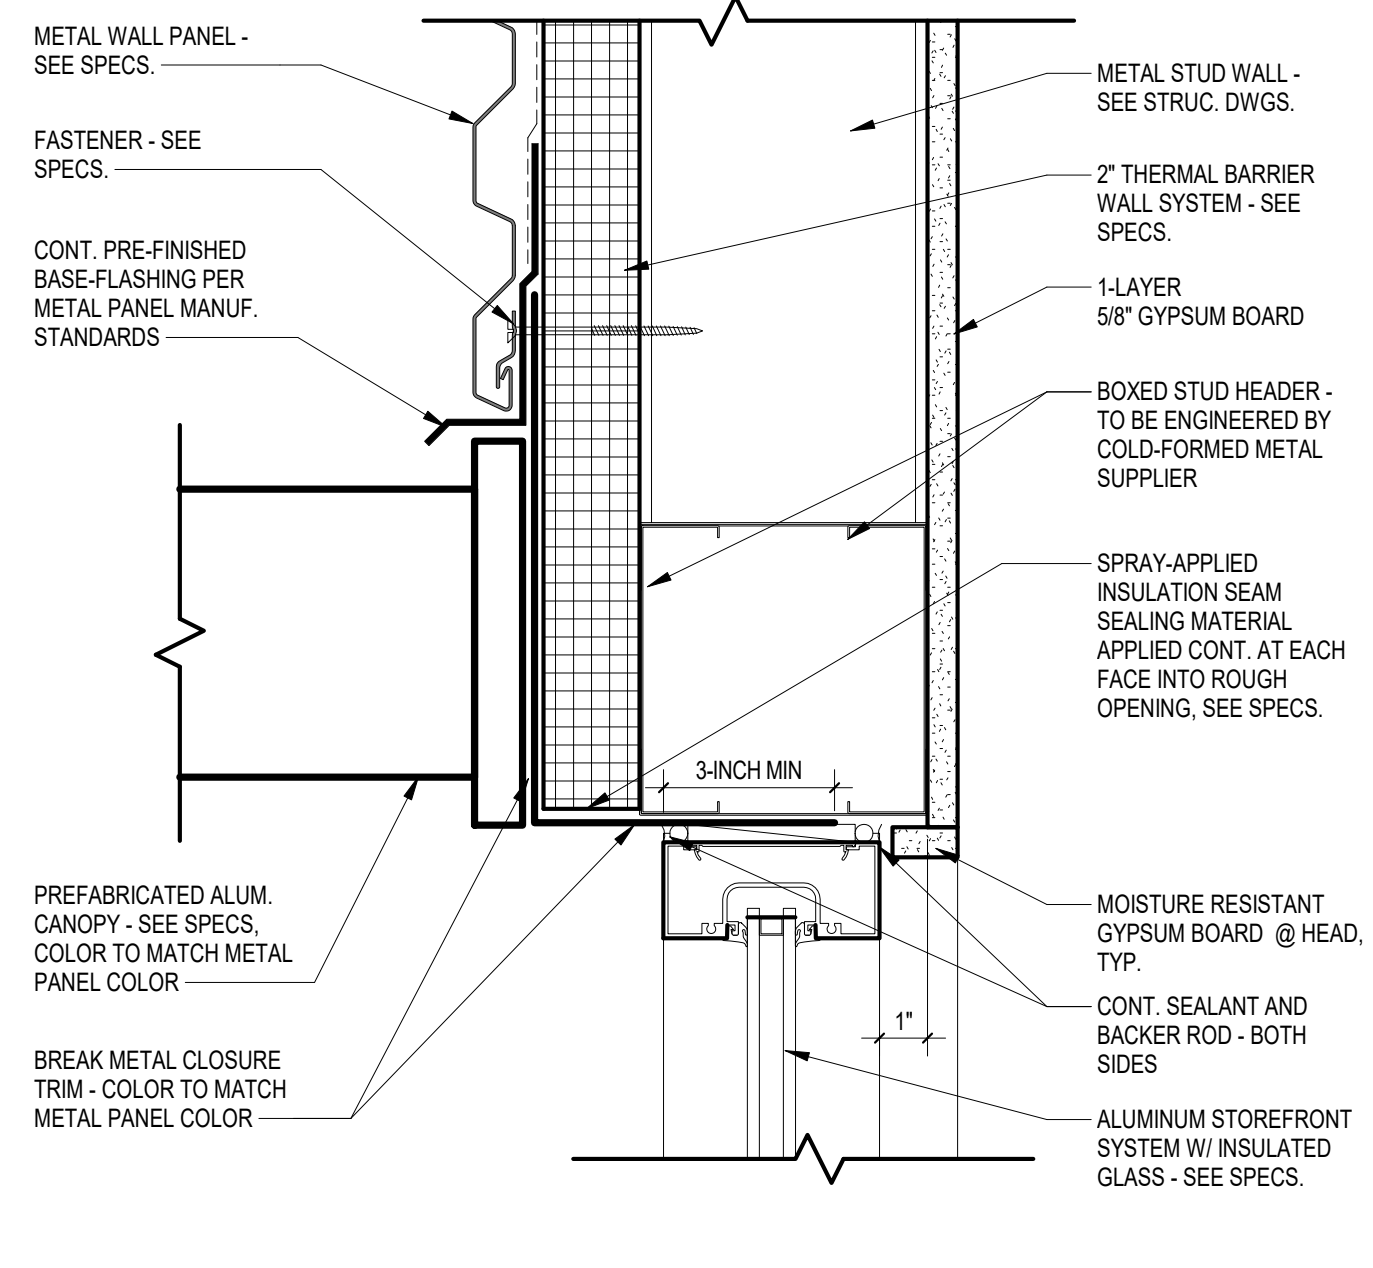 METAL WALL PANEL -
SEE SPECS.
FASTENER - SEE
SPECS.
CONT. PRE-FINISHED
BASE-FLASHING PER
METAL PANEL MANUF.
STANDARDS
PREFABRICATED ALUM.
CANOPY - SEE SPECS,
COLOR TO MATCH METAL
PANEL COLOR
BREAK METAL CLOSURE
TRIM - COLOR TO MATCH
METAL PANEL COLOR
3-INCH MIN
1"
METAL STUD WALL -
SEE STRUC. DWGS.
2" THERMAL BARRIER
WALL SYSTEM - SEE
SPECS.
1-LAYER
5/8" GYPSUM BOARD
BOXED STUD HEADER -
TO BE ENGINEERED BY
COLD-FORMED METAL
SUPPLIER
SPRAY-APPLIED
INSULATION SEAM
SEALING MATERIAL
APPLIED CONT. AT EACH
FACE INTO ROUGH
OPENING, SEE SPECS.
MOISTURE RESISTANT
GYPSUM BOARD @ HEAD,
TYP.
CONT. SEALANT AND
BACKER ROD - BOTH
SIDES
ALUMINUM STOREFRONT
SYSTEM W/ INSULATED
GLASS - SEE SPECS.